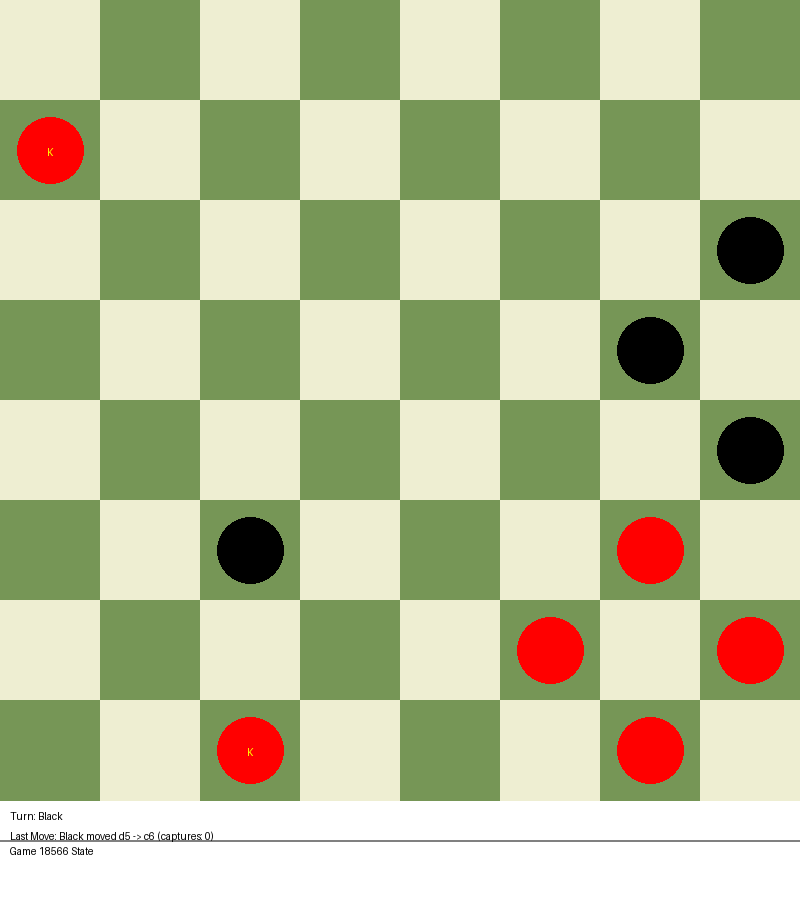 K
K
Turn: Black
Last Move: Black moved d5 -> c6 (captures: 0)
Game 18566 State